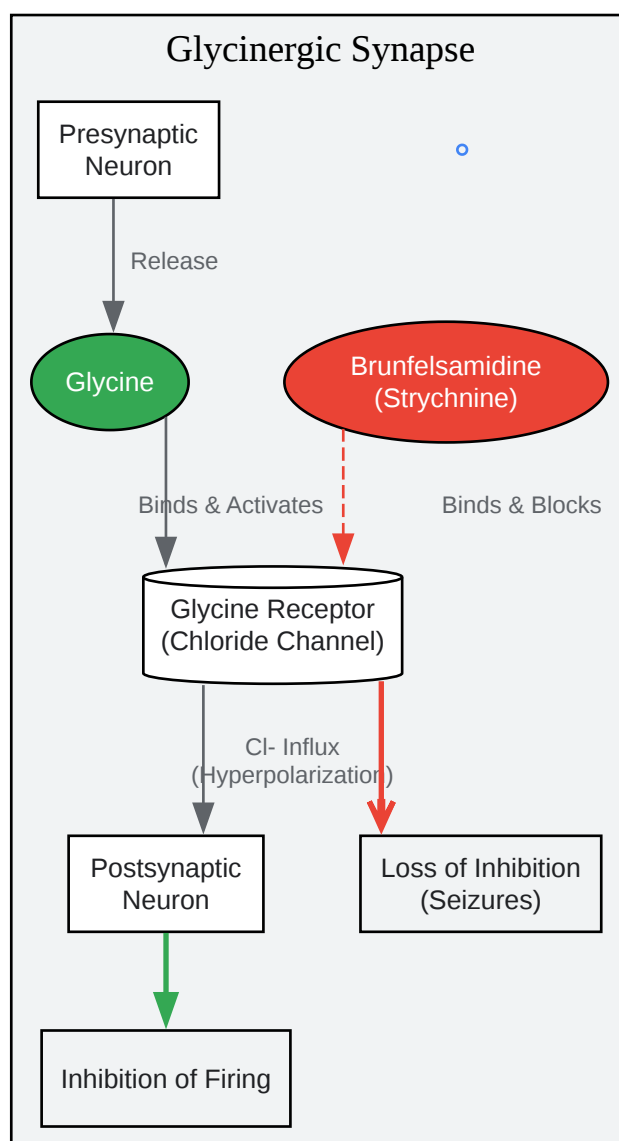 Glycinergic Synapse
Presynaptic
Neuron
Release
Glycine
Brunfelsamidine
(Strychnine)
Binds & Activates
Binds & Blocks
Glycine Receptor
(Chloride Channel)
Cl- Influx
(Hyperpolarization)
Postsynaptic
Neuron
Loss of Inhibition
(Seizures)
Inhibition of Firing